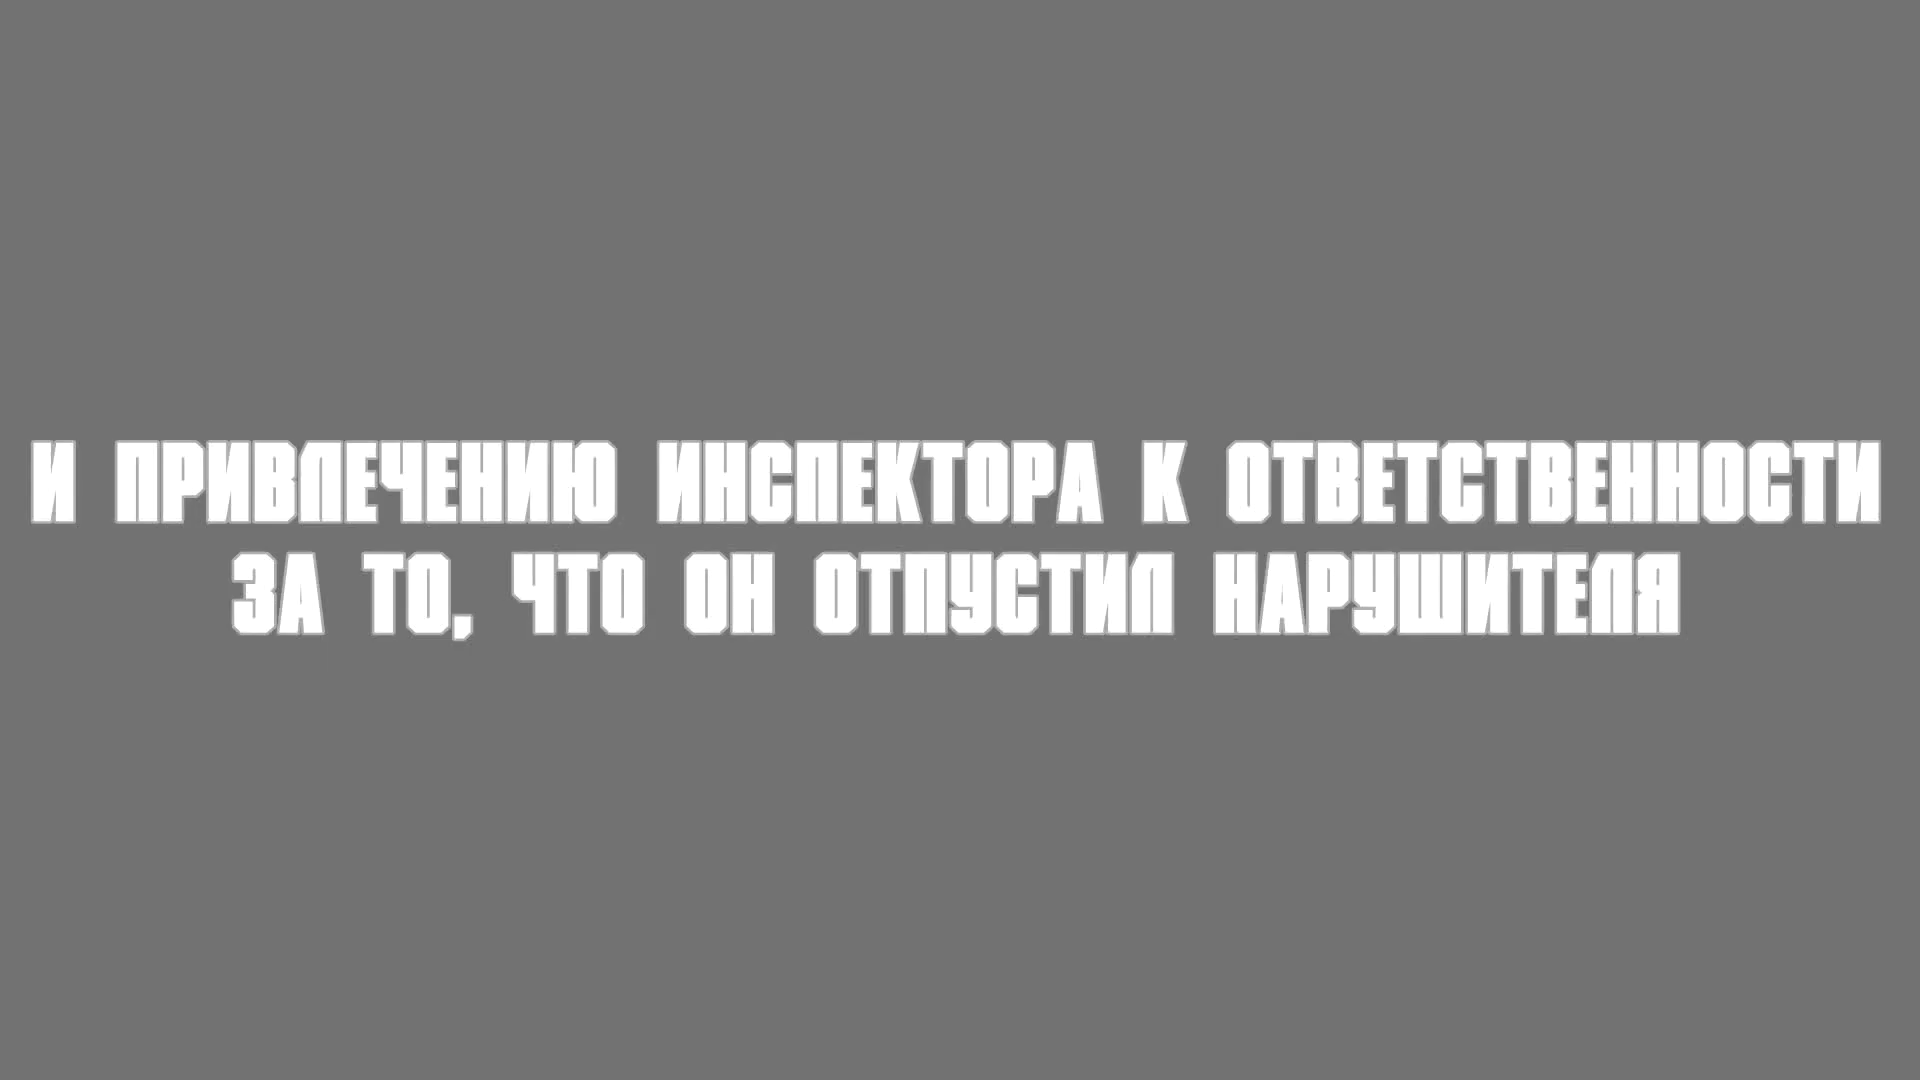 И ПРИВЛЕЧЕНИЮ ИНСПЕКТОРА К ОТВЕТСТВЕННОСТИ
ЗА ТО, ЧТО ОН ОТПУСТИЛ НАРУШИТЕЛЯ